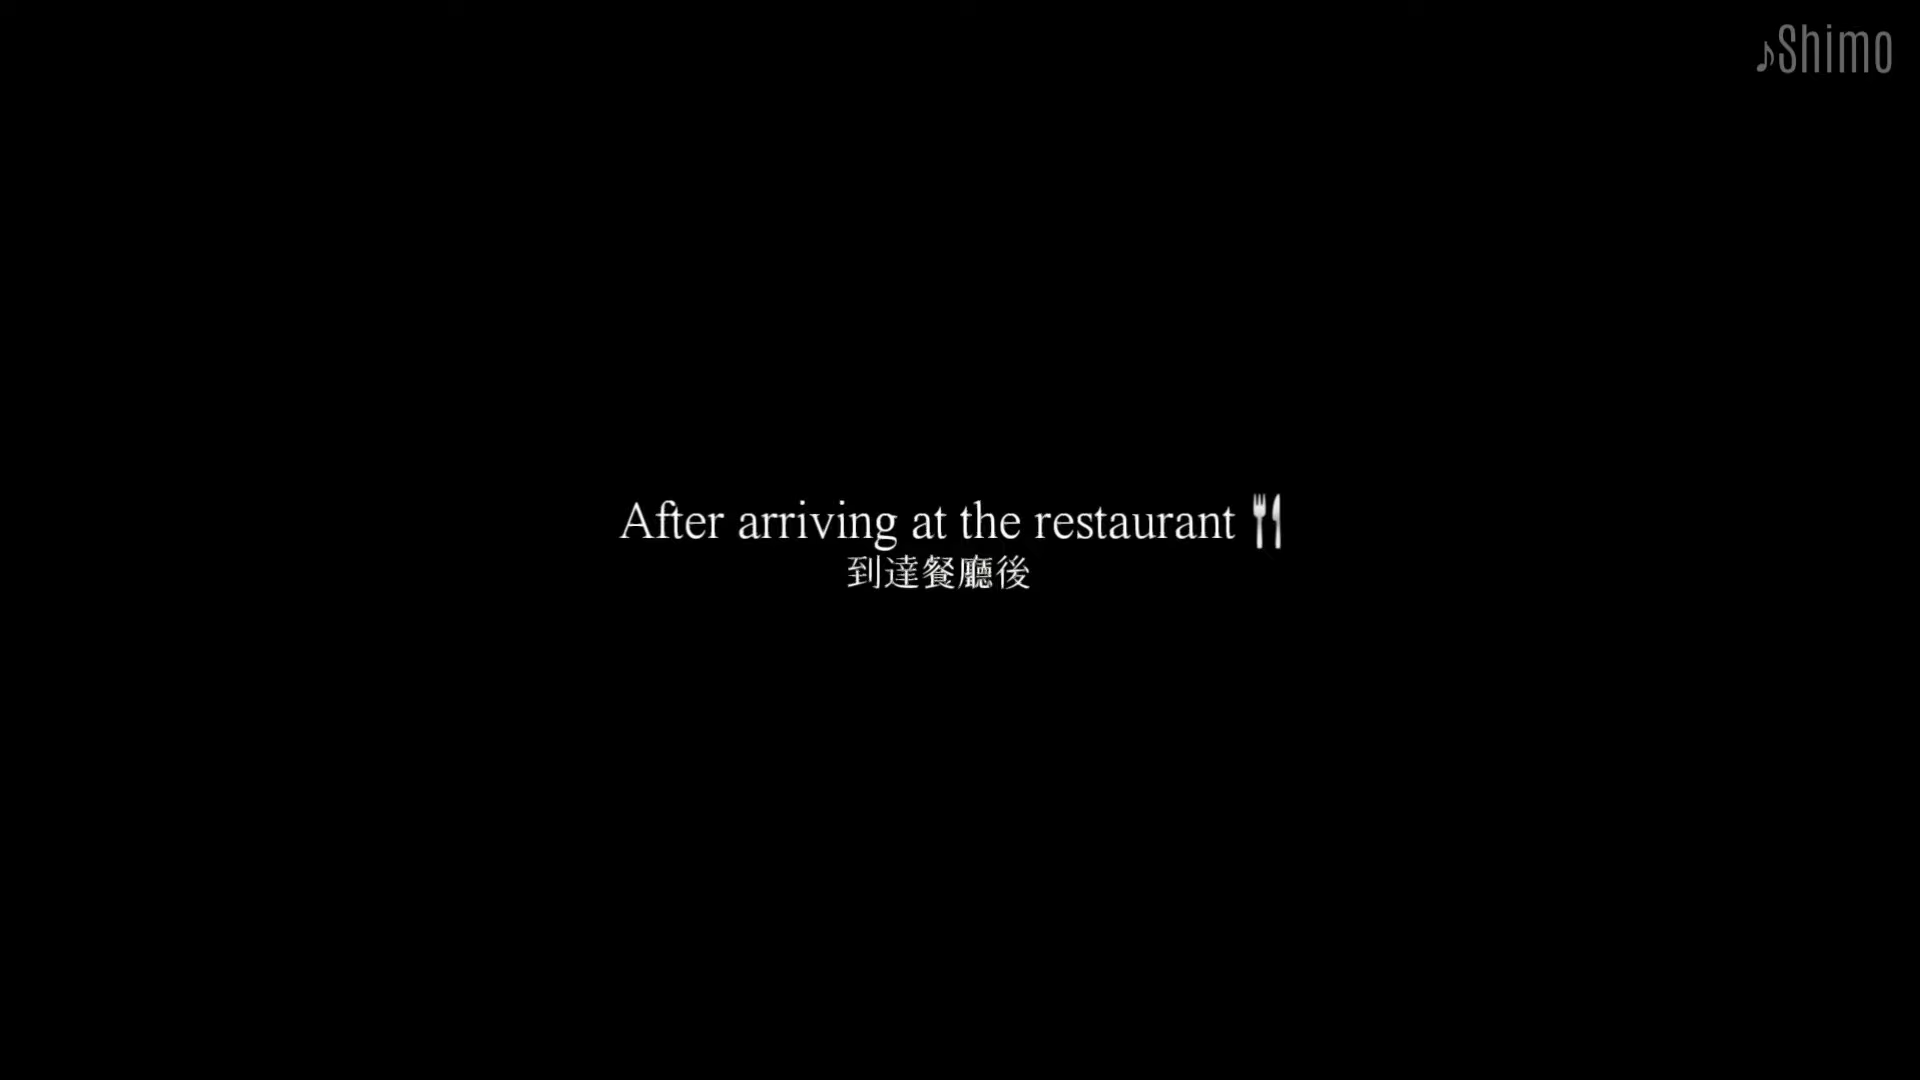 ♪Shimo
After arriving at the restaurant 🍴
到達餐廳後